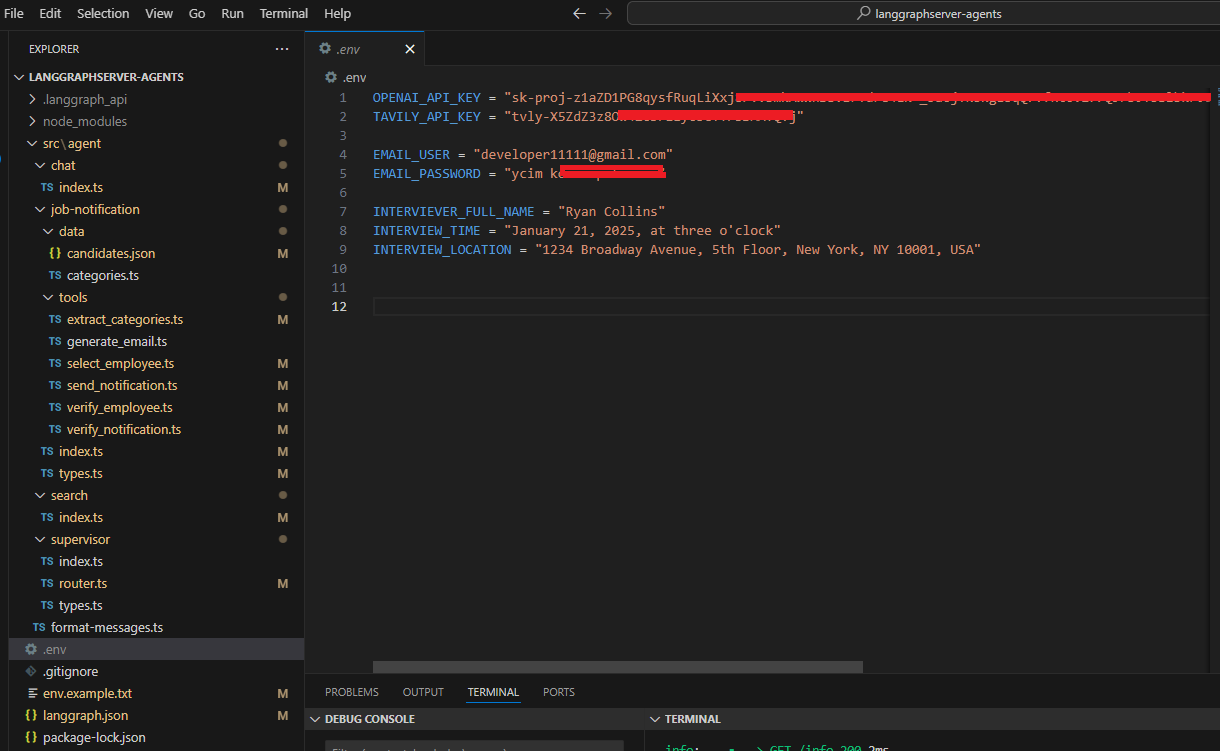 File Edit Selection View Go Run Terminal Help
langgraphserver-agents
EXPLORER
LANGGRAPHSERVER-AGENTS
.langgraph_api
node_modules
src\agent
chat
TS index.ts M
job-notification
data
{} candidates.json M
TS categories.ts
tools
TS extract_categories.ts M
TS generate_email.ts
TS select_employee.ts M
TS send_notification.ts M
TS verify_employee.ts M
TS verify_notification.ts M
TS index.ts M
TS types.ts M
search
TS index.ts M
supervisor
TS index.ts
TS router.ts M
TS types.ts
TS format-messages.ts
.env
.gitignore
env.example.txt M
{} langgraph.json M
{} package-lock.json
.env
.env
1 OPENAI_API_KEY = "sk-proj-
2 TAVILY_API_KEY = "tvly-
3
4 EMAIL_USER = "developer11111@gmail.com"
5 EMAIL_PASSWORD = "
6
7 INTERVIEVER_FULL_NAME = "Ryan Collins"
8 INTERVIEW_TIME = "January 21, 2025, at three o'clock"
9 INTERVIEW_LOCATION = "1234 Broadway Avenue, 5th Floor, New York, NY 10001, USA"
10
11
12
PROBLEMS OUTPUT TERMINAL PORTS
DEBUG CONSOLE
TERMINAL
info: GET /info 200 2ms